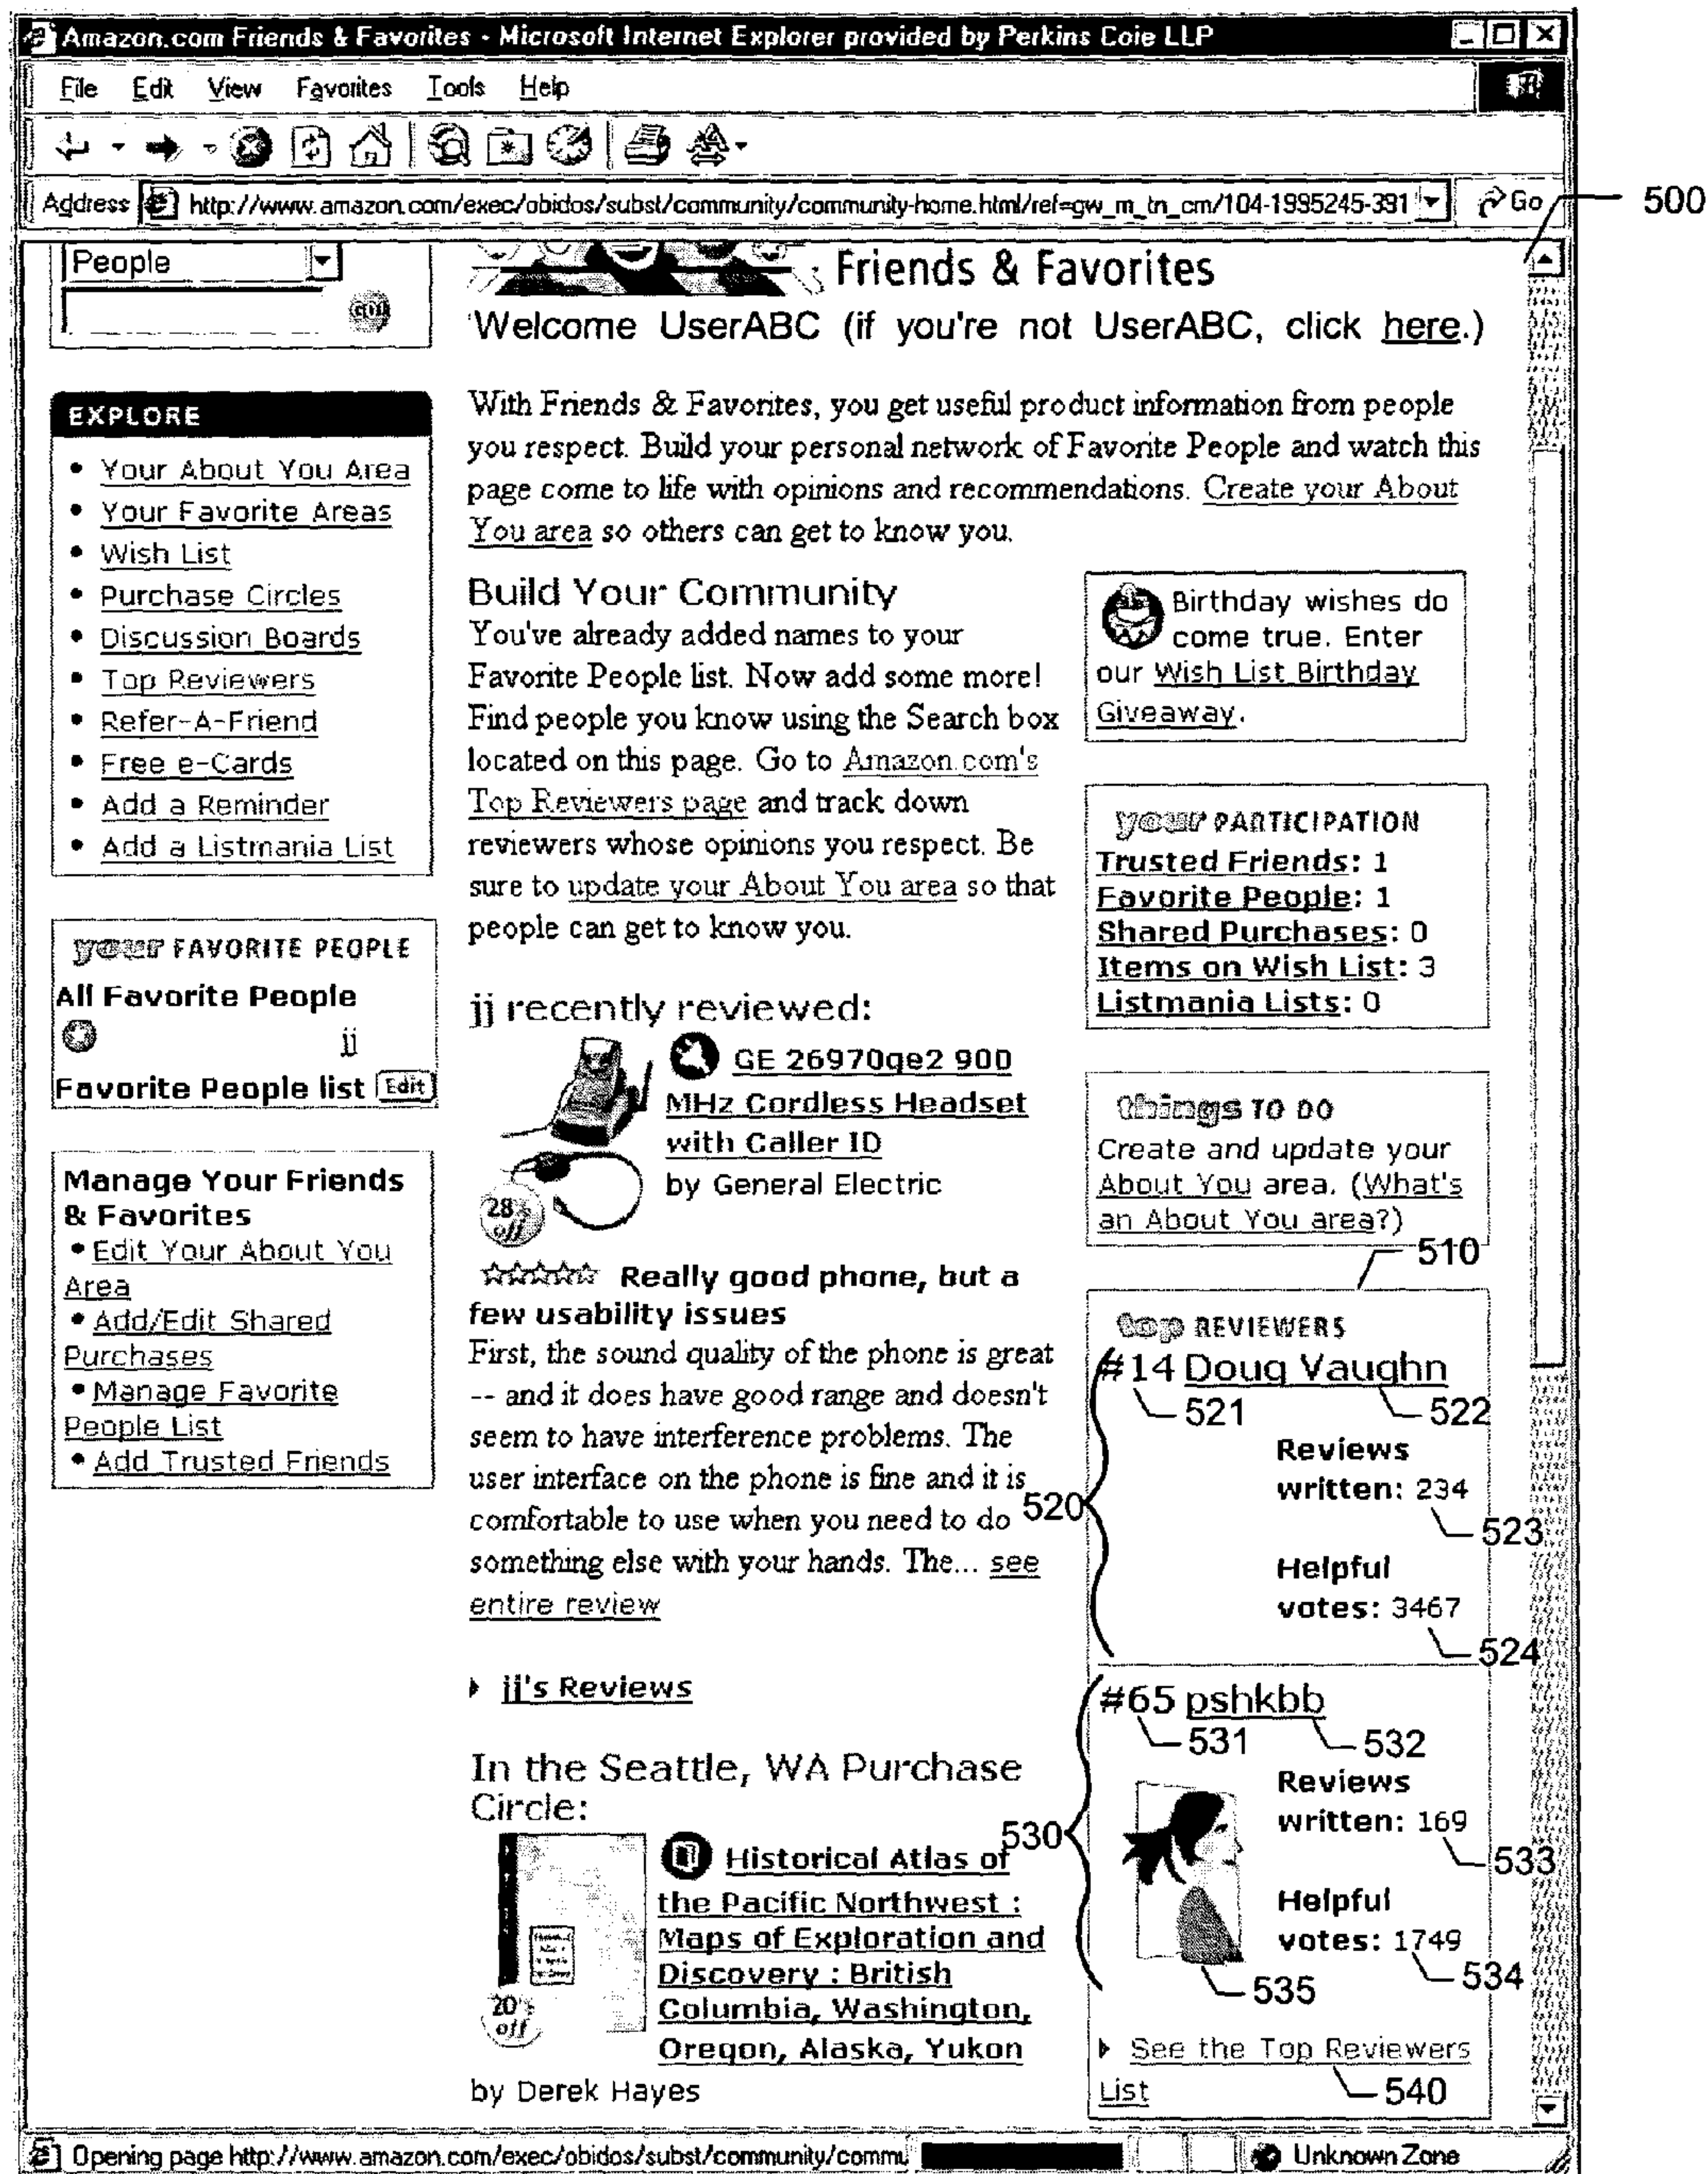 Amazon.com Friends & Favorites - Microsoft Internet Explorer provided by Perkins Coie LLP
File Edit View Favorites Tools Help
Address http://www.amazon.com/exec/obidos/subst/community/community-home.html/ref=gw_m_tn_cm/104-1995245-391 Go
500
People
GO!
Friends & Favorites
Welcome UserABC (if you're not UserABC, click here.)
EXPLORE
• Your About You Area
• Your Favorite Areas
• Wish List
• Purchase Circles
• Discussion Boards
• Top Reviewers
• Refer-A-Friend
• Free e-Cards
• Add a Reminder
• Add a Listmania List
your FAVORITE PEOPLE
All Favorite People
jj
Favorite People list Edit
Manage Your Friends
& Favorites
• Edit Your About You
Area
• Add/Edit Shared
Purchases
• Manage Favorite
People List
• Add Trusted Friends
With Friends & Favorites, you get useful product information from people
you respect. Build your personal network of Favorite People and watch this
page come to life with opinions and recommendations. Create your About
You area so others can get to know you.
Build Your Community
You've already added names to your
Favorite People list. Now add some more!
Find people you know using the Search box
located on this page. Go to Amazon.com's
Top Reviewers page and track down
reviewers whose opinions you respect. Be
sure to update your About You area so that
people can get to know you.
jj recently reviewed:
GE 26970ge2 900
MHz Cordless Headset
with Caller ID
by General Electric
28% off
Really good phone, but a
few usability issues
First, the sound quality of the phone is great
-- and it does have good range and doesn't
seem to have interference problems. The
user interface on the phone is fine and it is
comfortable to use when you need to do
something else with your hands. The... see
entire review
jj's Reviews
In the Seattle, WA Purchase
Circle:
Historical Atlas of
the Pacific Northwest :
Maps of Exploration and
Discovery : British
Columbia, Washington,
Oregon, Alaska, Yukon
20% off
by Derek Hayes
Birthday wishes do
come true. Enter
our Wish List Birthday
Giveaway.
your PARTICIPATION
Trusted Friends: 1
Favorite People: 1
Shared Purchases: 0
Items on Wish List: 3
Listmania Lists: 0
things TO DO
Create and update your
About You area. (What's
an About You area?)
510
top REVIEWERS
#14 Doug Vaughn
521 522
Reviews
written: 234
520
523
Helpful
votes: 3467
524
#65 pshkbb
531 532
Reviews
written: 169
530
533
Helpful
votes: 1749
534
535
See the Top Reviewers
List
540
Opening page http://www.amazon.com/exec/obidos/subst/community/commu
Unknown Zone